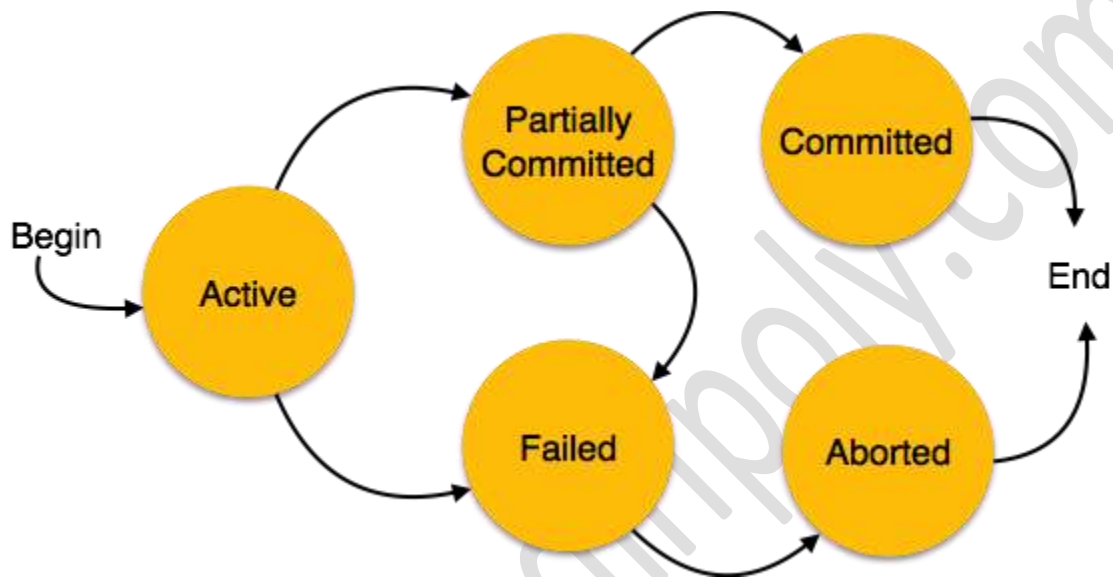 Begin
Active
Partially
Committed
Committed
End
Failed
Aborted